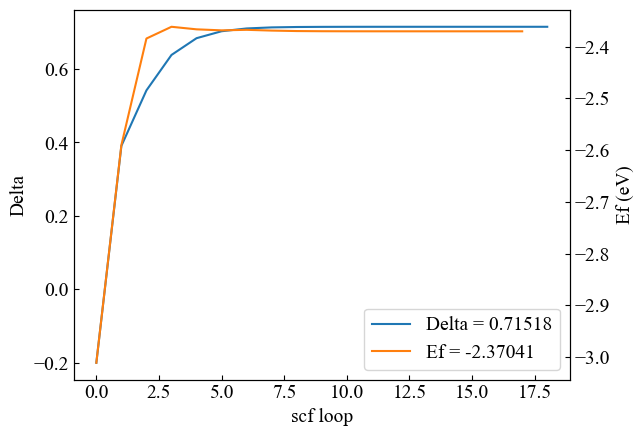 0.6
0.4
0.2
0.0
−0.2
Delta
−2.4
−2.5
−2.6
−2.7
−2.8
−2.9
−3.0
Ef (eV)
Delta = 0.71518
Ef = -2.37041
0.0 2.5 5.0 7.5 10.0 12.5 15.0 17.5
scf loop